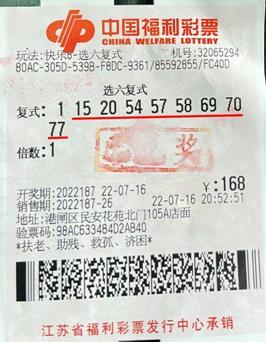 中国福利彩票
CHINA WELFARE LOTTERY
玩法:快乐8-选六复式 机号:32065294
80AC-305D-539B-F8DC-9361/85592855/FC40D
选六复式
复式: 1 15 20 54 57 58 69 70
77
奖
倍数: 1
开奖期:2022187 22-07-16 ¥:168
销售期:2022187-26 22-07-16 20:52:51
地址:港闸区民安花苑北门105A店面
验票码:98AC633484D2AB40
*扶老、助残、救孤、济困*
江苏省福利彩票发行中心承销